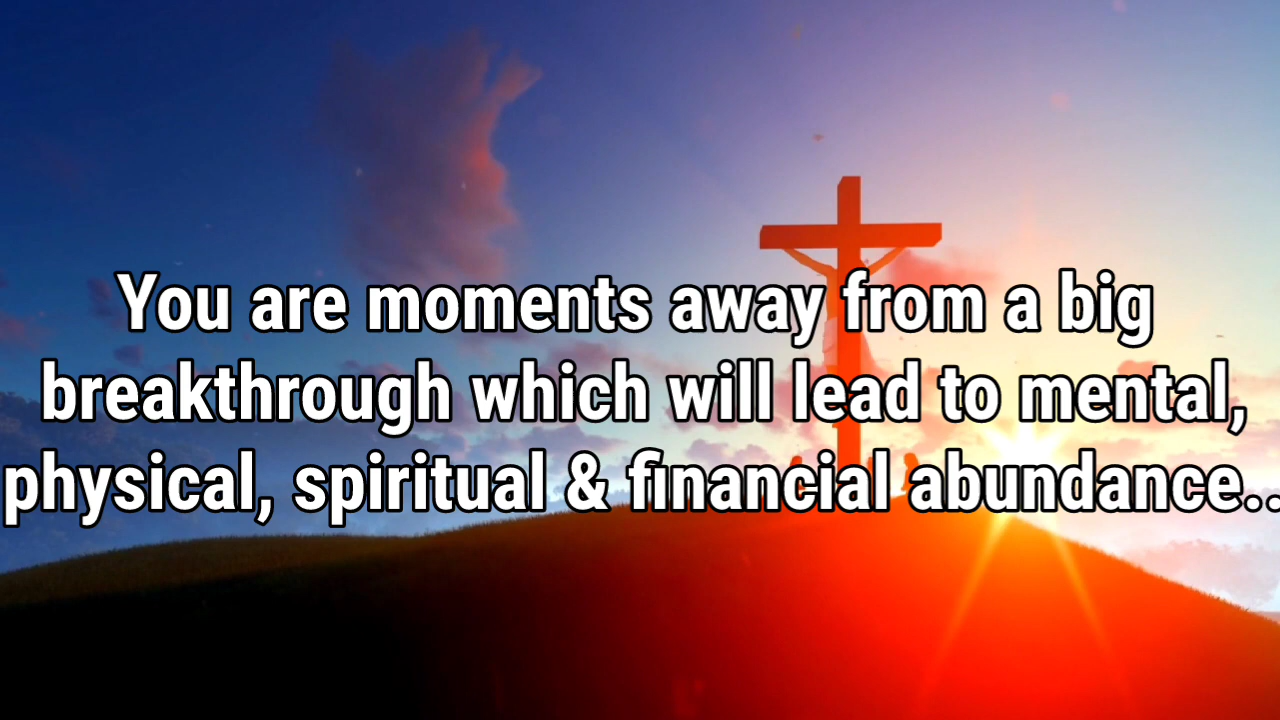 You are moments away from a big
breakthrough which will lead to mental,
physical, spiritual & financial abundance..